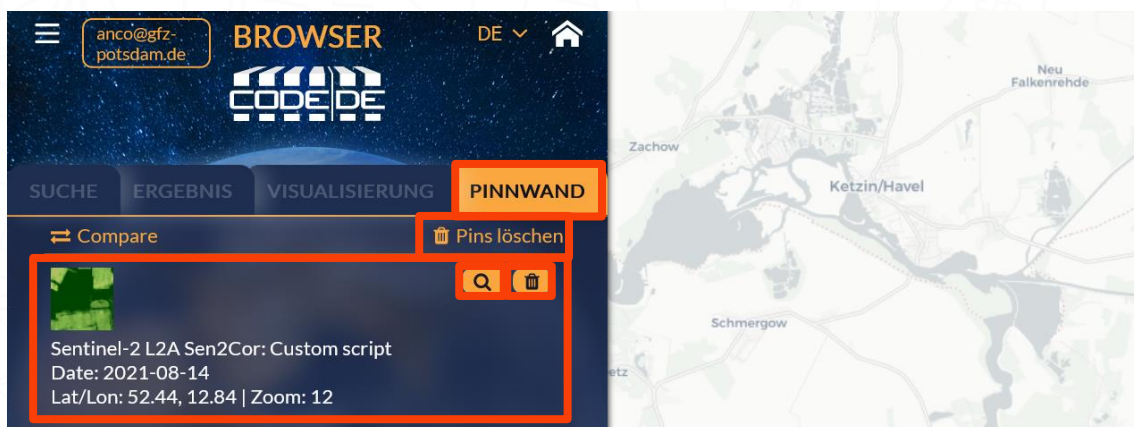 anco@gfz-
potsdam.de
BROWSER
DE
CODE DE
SUCHE
ERGEBNIS
VISUALISIERUNG
PINNWAND
Compare
Pins löschen
Sentinel-2 L2A Sen2Cor: Custom script
Date: 2021-08-14
Lat/Lon: 52.44, 12.84 | Zoom: 12
Neu
Falkenrehde
Zachow
Ketzin/Havel
Schmergow
etz